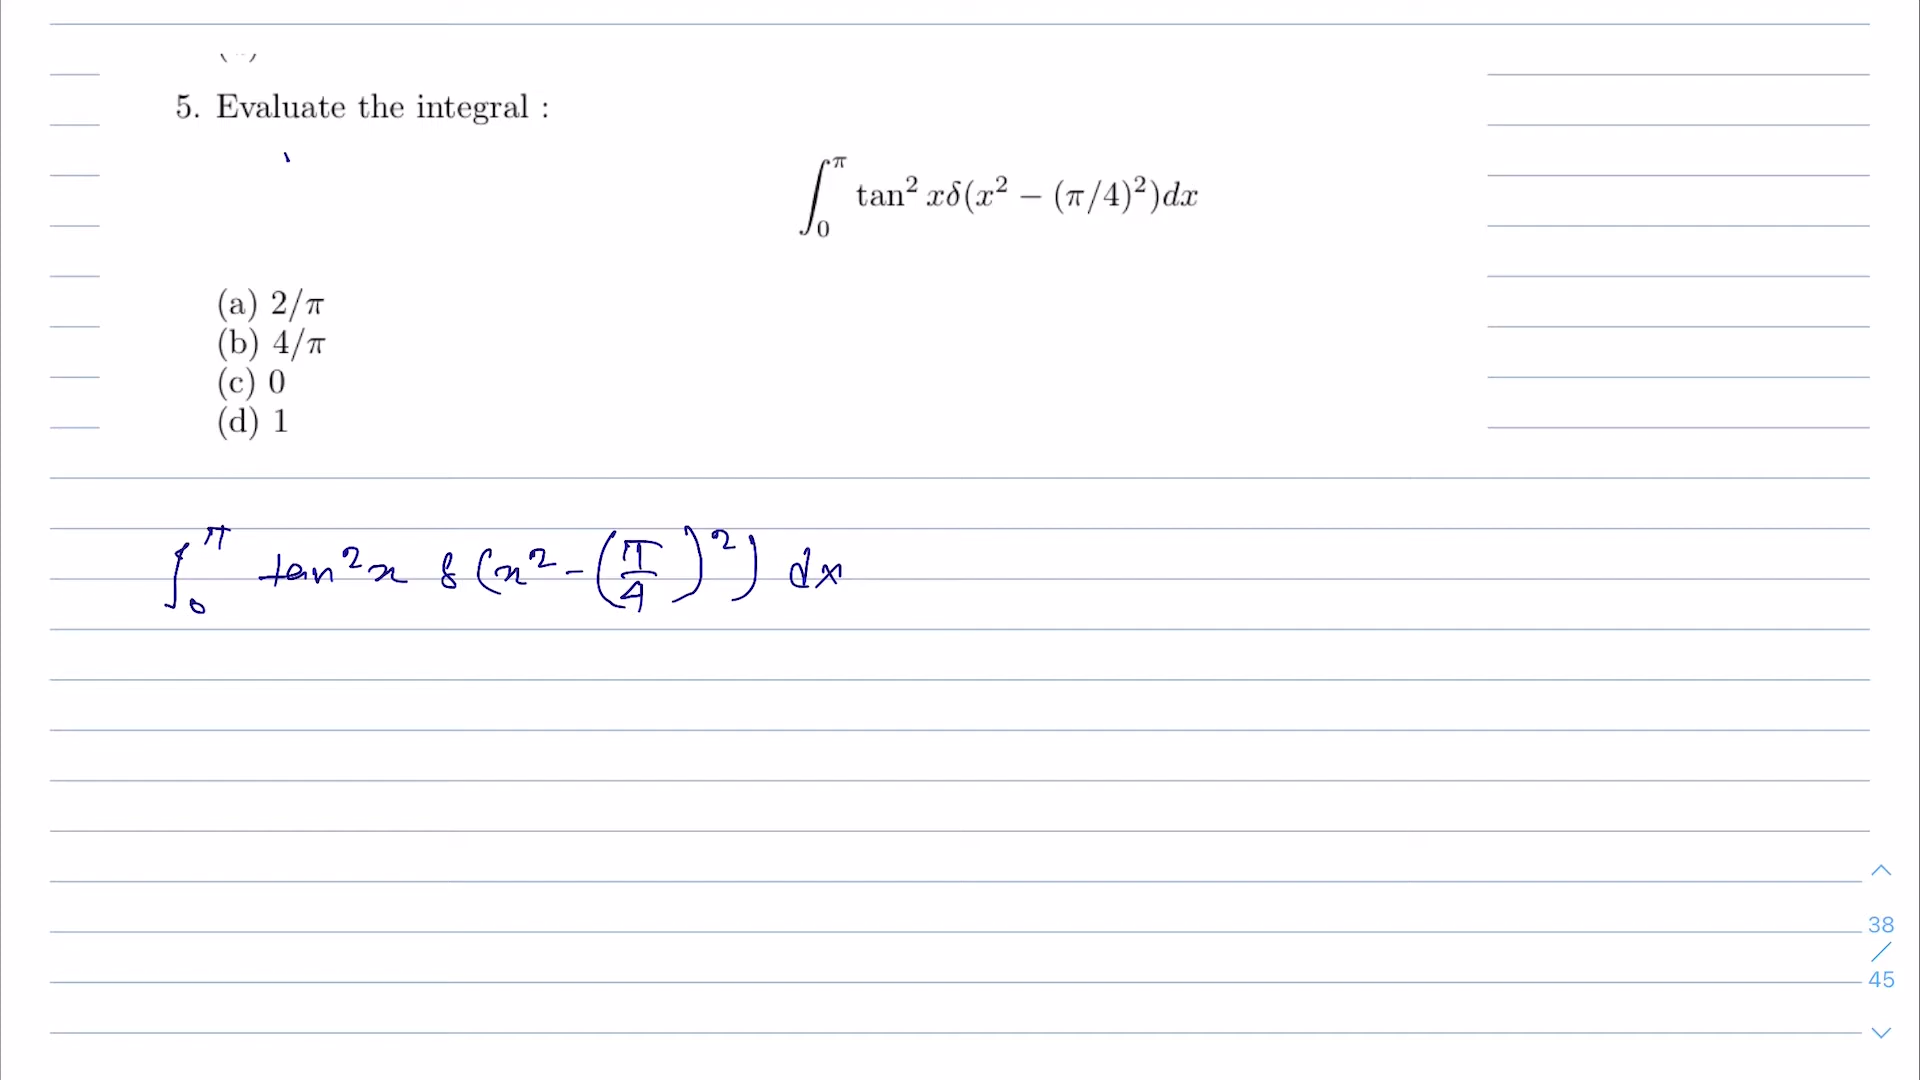 5. Evaluate the integral :
∫₀^π tan² xδ(x² − (π/4)²)dx
(a) 2/π
(b) 4/π
(c) 0
(d) 1
∫₀^π tan²x δ(x² − (π/4)²) dx
38
/
45